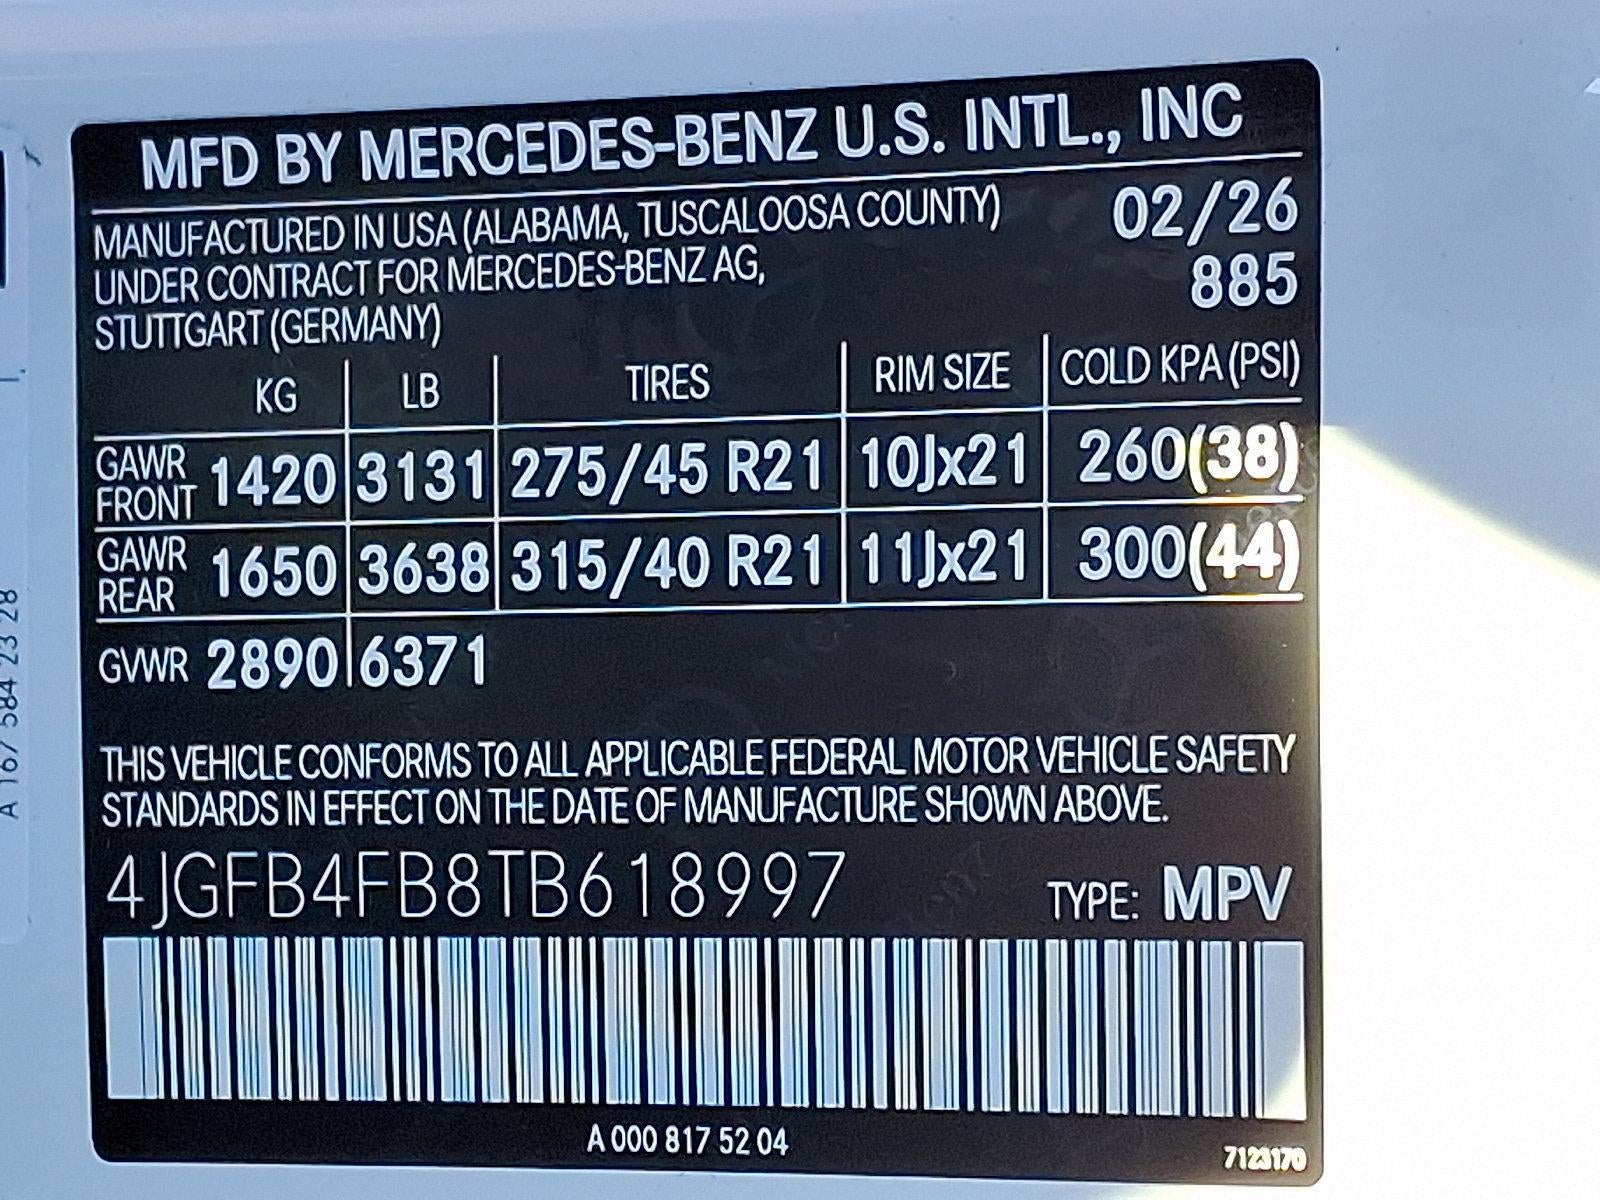 MFD BY MERCEDES-BENZ U.S. INTL., INC
MANUFACTURED IN USA (ALABAMA, TUSCALOOSA COUNTY) 02/26
UNDER CONTRACT FOR MERCEDES-BENZ AG, 885
STUTTGART (GERMANY)
KG LB TIRES RIM SIZE COLD KPA (PSI)
GAWR FRONT 1420 3131 275/45 R21 10Jx21 260(38)
GAWR REAR 1650 3638 315/40 R21 11Jx21 300(44)
GVWR 2890 6371
THIS VEHICLE CONFORMS TO ALL APPLICABLE FEDERAL MOTOR VEHICLE SAFETY
STANDARDS IN EFFECT ON THE DATE OF MANUFACTURE SHOWN ABOVE.
4JGFB4FB8TB618997 TYPE: MPV
A 000 817 52 04
7123170
A 167 584 23 28